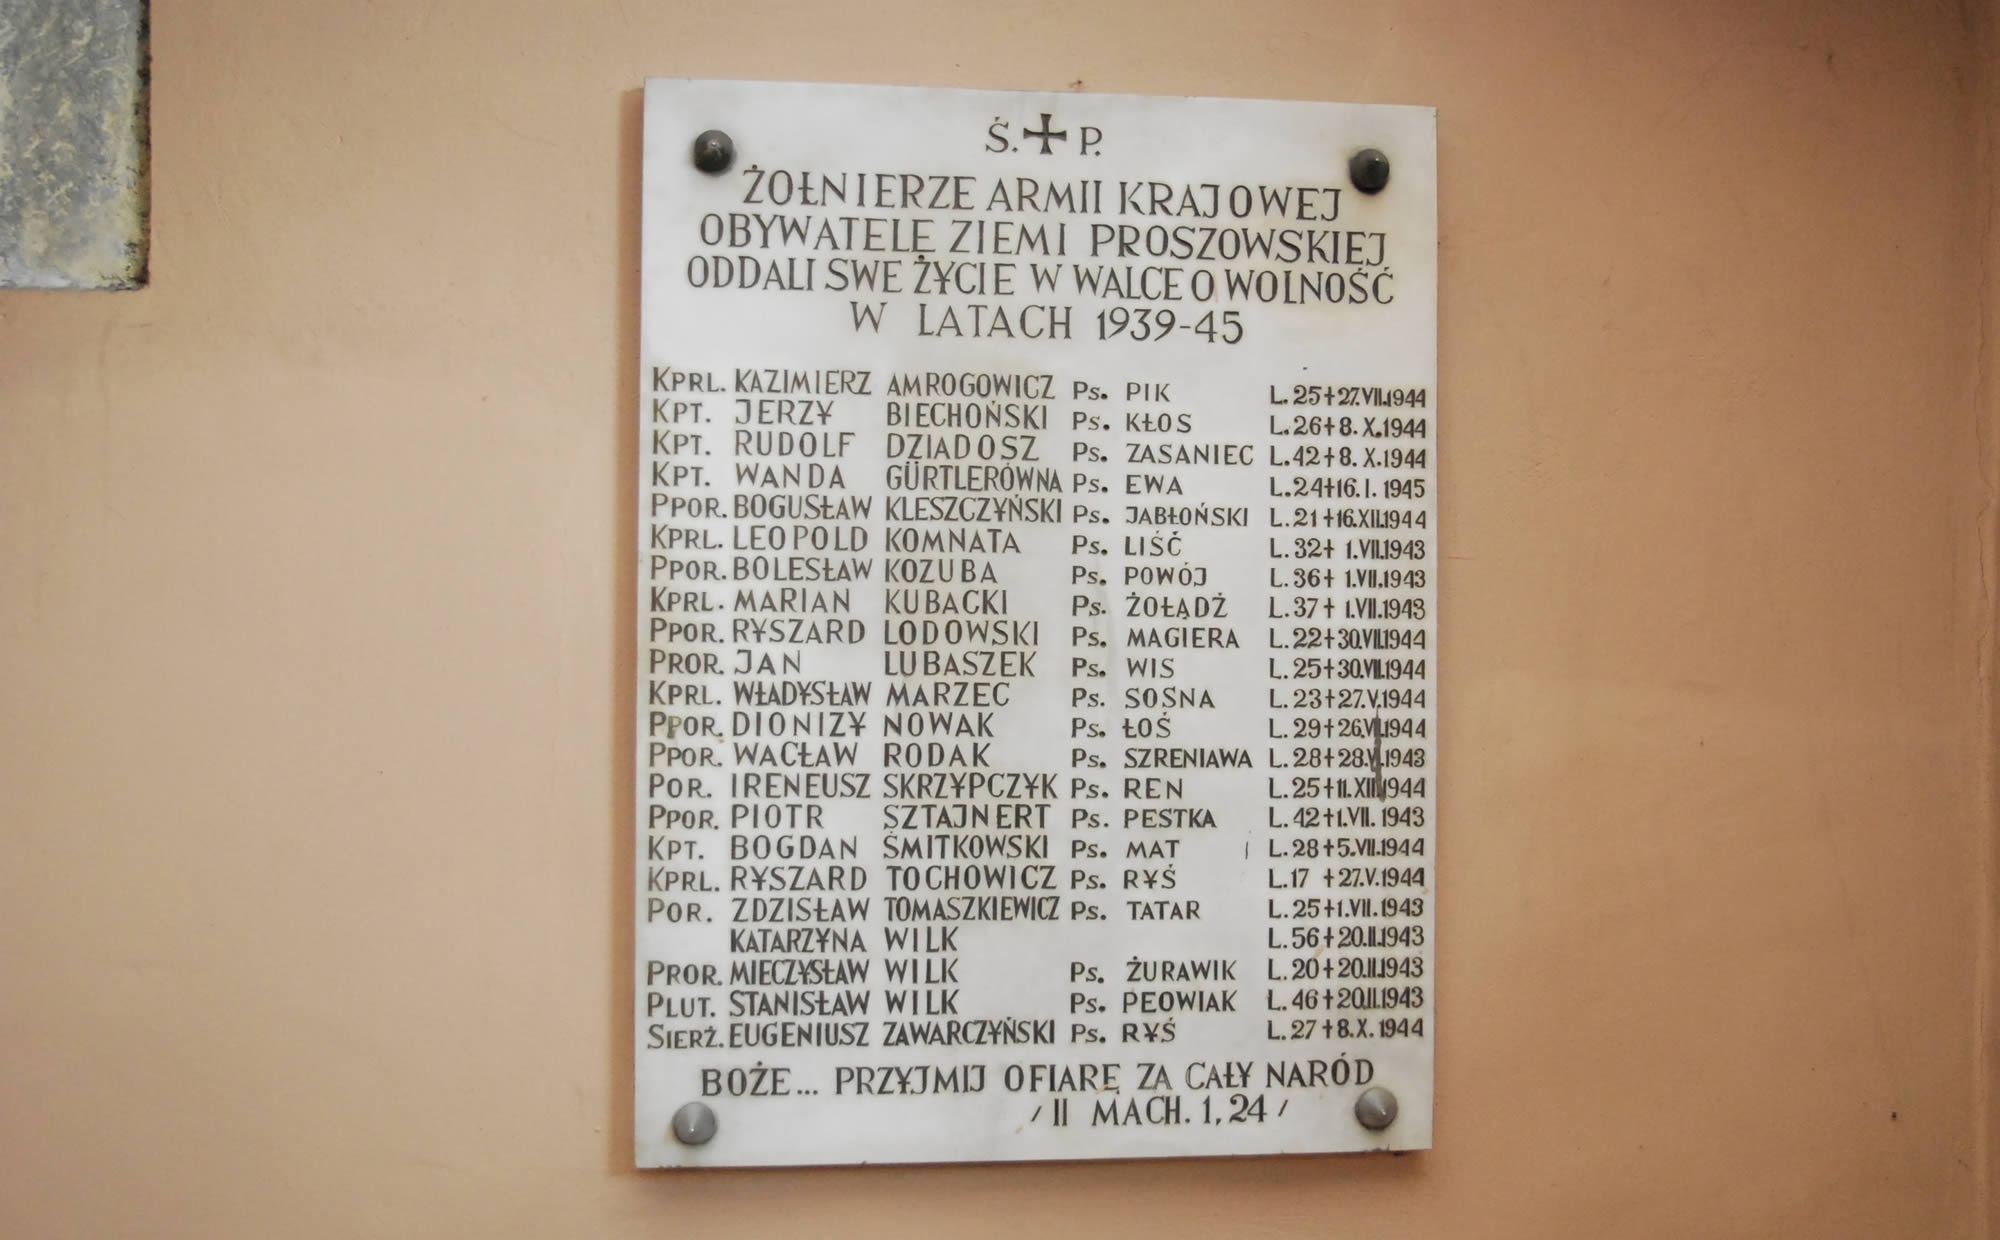 Ś.✠P.
ŻOŁNIERZE ARMII KRAJOWEJ
OBYWATELE ZIEMI PROSZOWSKIEJ
ODDALI SWE ŻYCIE W WALCE O WOLNOŚĆ
W LATACH 1939-45
KPRL. KAZIMIERZ AMROGOWICZ Ps. PIK L. 25 + 27.VII.1944
KPT. JERZY BIECHOŃSKI Ps. KŁOS L. 26 + 8. X. 1944
KPT. RUDOLF DZIADOSZ Ps. ZASANIEC L. 42 + 8. X. 1944
KPT. WANDA GÜRTLERÓWNA Ps. EWA L. 24 + 16. I. 1945
PPOR. BOGUSŁAW KLESZCZYŃSKI Ps. JABŁOŃSKI L. 21 + 16.XII.1944
KPRL. LEOPOLD KOMNATA Ps. LIŚĆ L. 32 + 1.VII.1943
PPOR. BOLESŁAW KOZUBA Ps. POWÓJ L. 36 + 1.VII.1943
KPRL. MARIAN KUBACKI Ps. ŻOŁĄDŹ L. 37 + 1.VII.1943
PPOR. RYSZARD LODOWSKI Ps. MAGIERA L. 22 + 30.VII.1944
PROR. JAN LUBASZEK Ps. WIS L. 25 + 30.VII.1944
KPRL. WŁADYSŁAW MARZEC Ps. SOSNA L. 23 + 27.V.1944
PPOR. DIONIZY NOWAK Ps. ŁOŚ L. 29 +
PPOR. WACŁAW RODAK Ps. SZRENIAWA L. 28 +
POR. IRENEUSZ SKRZYPCZYK Ps. REN L. 25 + 11.XII.1944
PPOR. PIOTR SZTAJNERT Ps. PESTKA L. 42 + 1.VII. 1943
KPT. BOGDAN ŚMITKOWSKI Ps. MAT L. 28 + 5.VII.1944
KPRL. RYSZARD TOCHOWICZ Ps. RYŚ L. 17 + 27.V.1944
POR. ZDZISŁAW TOMASZKIEWICZ Ps. TATAR L. 25 + 1.VII.1943
KATARZYNA WILK L. 56 + 20.II.1943
PROR. MIECZYSŁAW WILK Ps. ŻURAWIK L. 20 + 20.II.1943
PLUT. STANISŁAW WILK Ps. PEOWIAK L. 46 + 20.II.1943
SIERŻ. EUGENIUSZ ZAWARCZYŃSKI Ps. RYŚ L. 27 + 8.X. 1944
BOŻE... PRZYJMIJ OFIARĘ ZA CAŁY NARÓD
/ II MACH. 1, 24 /